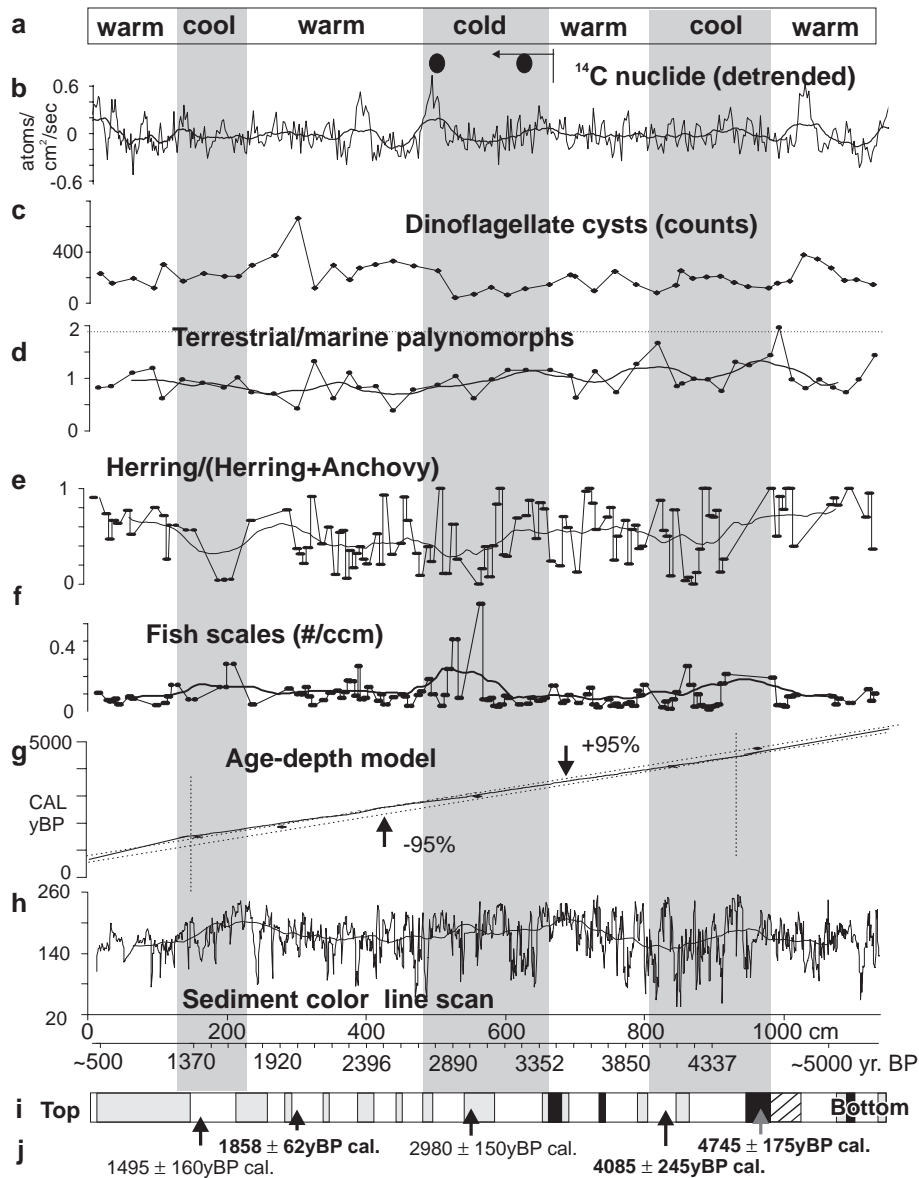 a warm cool warm cold warm cool warm
b ¹⁴C nuclide (detrended)
atoms/
cm²/sec
0.6
0
-0.6
c Dinoflagellate cysts (counts)
400
0
d Terrestrial/marine palynomorphs
2
1
0
e Herring/(Herring+Anchovy)
1
0
f Fish scales (#/ccm)
0.4
0
g Age-depth model
5000
CAL
yBP
0
+95%
-95%
h 260
140
20
Sediment color line scan
0 200 400 600 800 1000 cm
~500 1370 1920 2396 2890 3352 3850 4337 ~5000 yr. BP
i Top Bottom
j 1495 ± 160yBP cal.
1858 ± 62yBP cal.
2980 ± 150yBP cal.
4085 ± 245yBP cal.
4745 ± 175yBP cal.